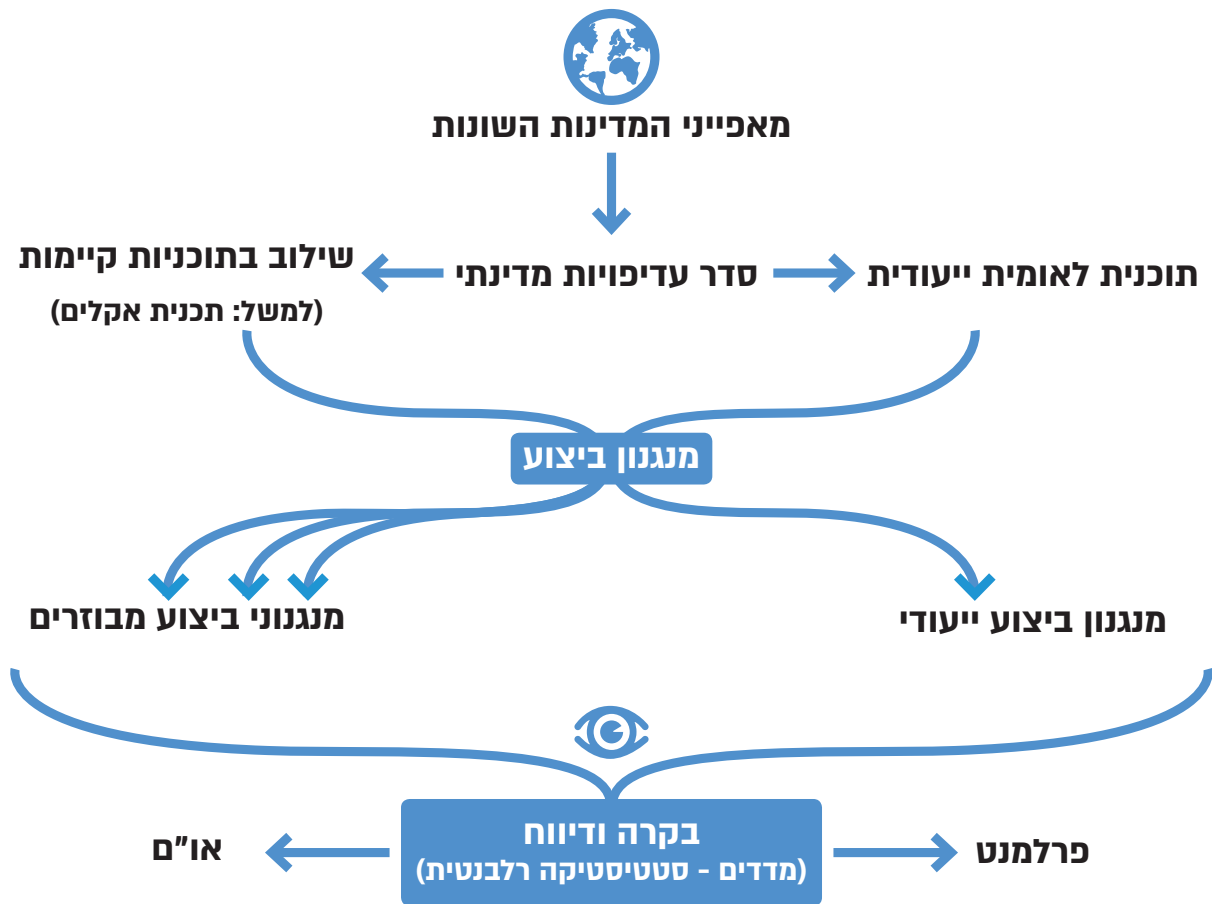 מאפייני המדינות השונות
תוכנית לאומית ייעודית
סדר עדיפויות מדינתי
שילוב בתוכניות קיימות
(למשל: תכנית אקלים)
מנגנון ביצוע
מנגנון ביצוע ייעודי
מנגנוני ביצוע מבוזרים
בקרה ודיווח
(מדדים - סטטיסטיקה רלבנטית)
פרלמנט
או"ם